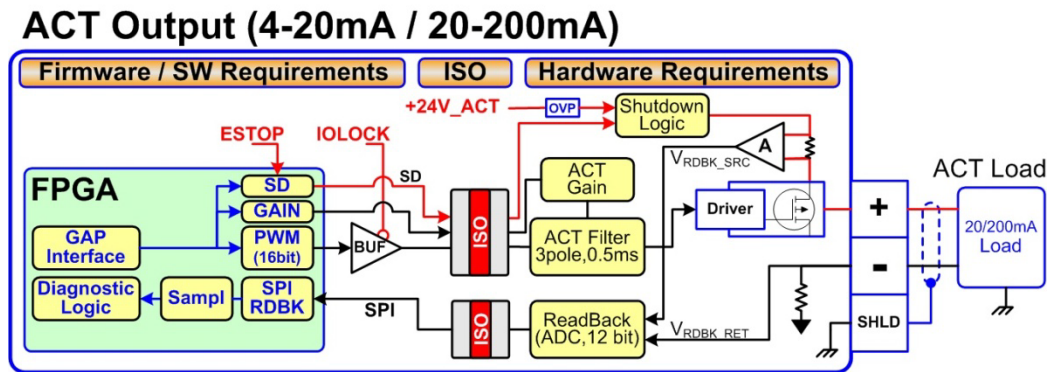 ACT Output (4-20mA / 20-200mA)
Firmware / SW Requirements
ISO
Hardware Requirements
+24V_ACT
OVP
Shutdown
Logic
ESTOP
IOLOCK
A
VRDBK_SRC
ACT Load
FPGA
SD
SD
ACT
Gain
GAIN
ISO
Driver
+
GAP
Interface
PWM
(16bit)
BUF
ACT Filter
3pole,0.5ms
20/200mA
Load
-
Diagnostic
Logic
Sampl
SPI
RDBK
SPI
ISO
ReadBack
(ADC, 12 bit)
VRDBK_RET
SHLD